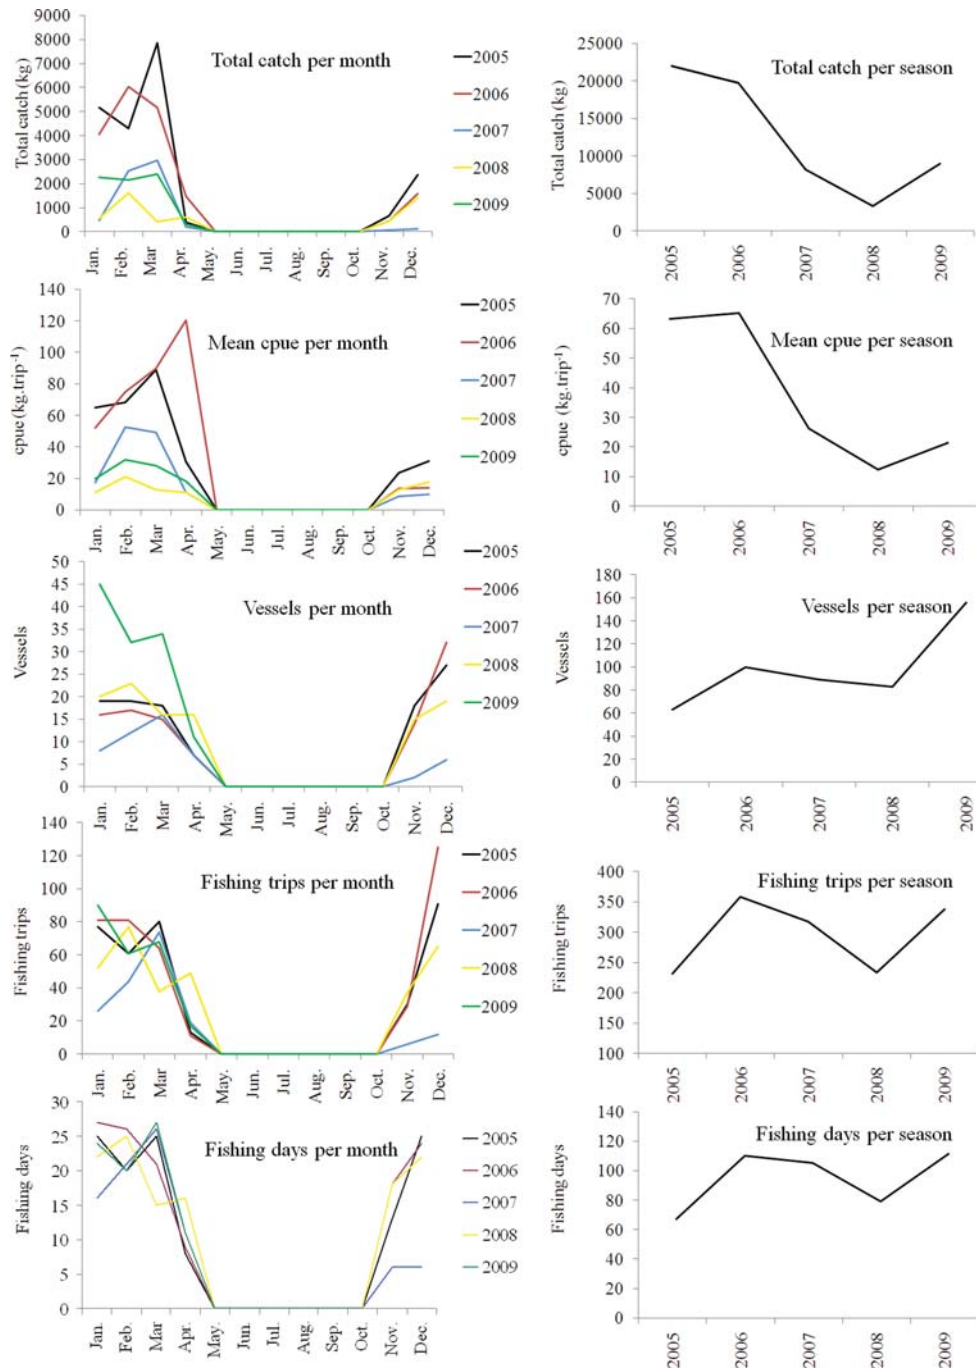 Total catch per month
Total catch (kg)
9000
8000
7000
6000
5000
4000
3000
2000
1000
0
Jan.
Feb.
Mar
Apr.
May.
Jun.
Jul.
Aug.
Sep.
Oct.
Nov.
Dec.
2005
2006
2007
2008
2009
Total catch per season
Total catch (kg)
25000
20000
15000
10000
5000
0
2005
2006
2007
2008
2009
Mean cpue per month
cpue (kg.trip-1)
140
120
100
80
60
40
20
0
Jan.
Feb.
Mar
Apr.
May.
Jun.
Jul.
Aug.
Sep.
Oct.
Nov.
Dec.
2005
2006
2007
2008
2009
Mean cpue per season
cpue (kg.trip-1)
70
60
50
40
30
20
10
0
2005
2006
2007
2008
2009
Vessels per month
Vessels
50
45
40
35
30
25
20
15
10
5
0
Jan.
Feb.
Mar
Apr.
May.
Jun.
Jul.
Aug.
Sep.
Oct.
Nov.
Dec.
2005
2006
2007
2008
2009
Vessels per season
Vessels
180
160
140
120
100
80
60
40
20
0
2005
2006
2007
2008
2009
Fishing trips per month
Fishing trips
140
120
100
80
60
40
20
0
Jan.
Feb.
Mar
Apr.
May.
Jun.
Jul.
Aug.
Sep.
Oct.
Nov.
Dec.
2005
2006
2007
2008
2009
Fishing trips per season
Fishing trips
400
350
300
250
200
150
100
2005
2006
2007
2008
2009
Fishing days per month
Fishing days
30
25
20
15
10
5
0
Jan.
Feb.
Mar
Apr.
May.
Jun.
Jul.
Aug.
Sep.
Oct.
Nov.
Dec.
2005
2006
2007
2008
2009
Fishing days per season
Fishing days
140
120
100
80
60
40
20
0
2005
2006
2007
2008
2009